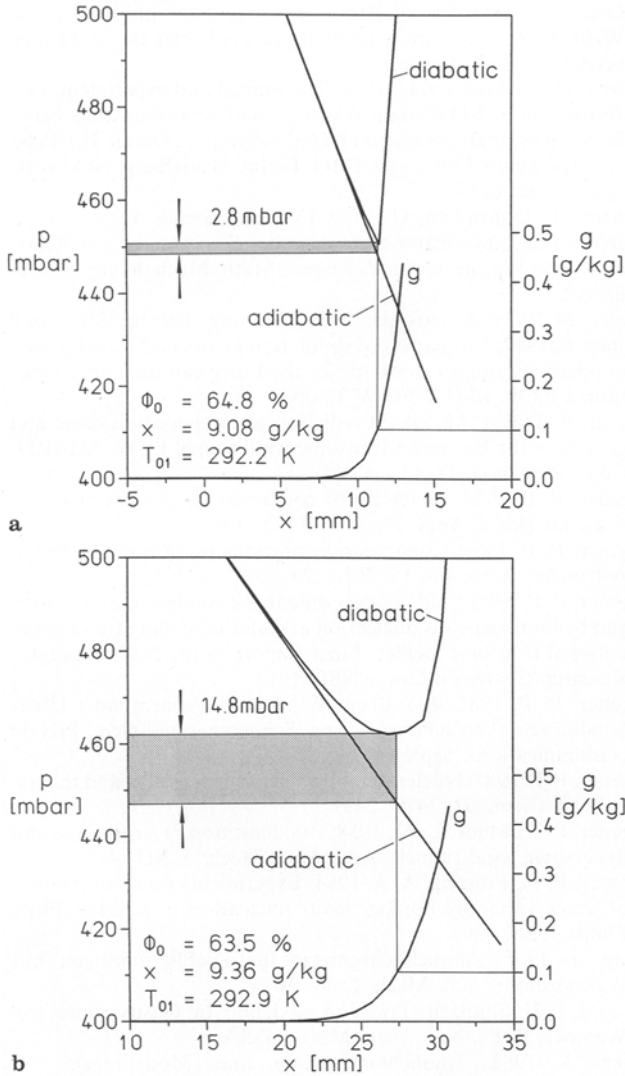 500
480
460
440
420
400
p
[mbar]
2.8 mbar
diabatic
adiabatic
g
g
[g/kg]
0.5
0.4
0.3
0.2
0.1
0.0
Φ₀ = 64.8 %
x = 9.08 g/kg
T₀₁ = 292.2 K
-5 0 5 10 15 20
x [mm]
a
500
480
460
440
420
400
p
[mbar]
14.8mbar
diabatic
adiabatic
g
g
[g/kg]
0.5
0.4
0.3
0.2
0.1
0.0
Φ₀ = 63.5 %
x = 9.36 g/kg
T₀₁ = 292.9 K
10 15 20 25 30 35
x [mm]
b